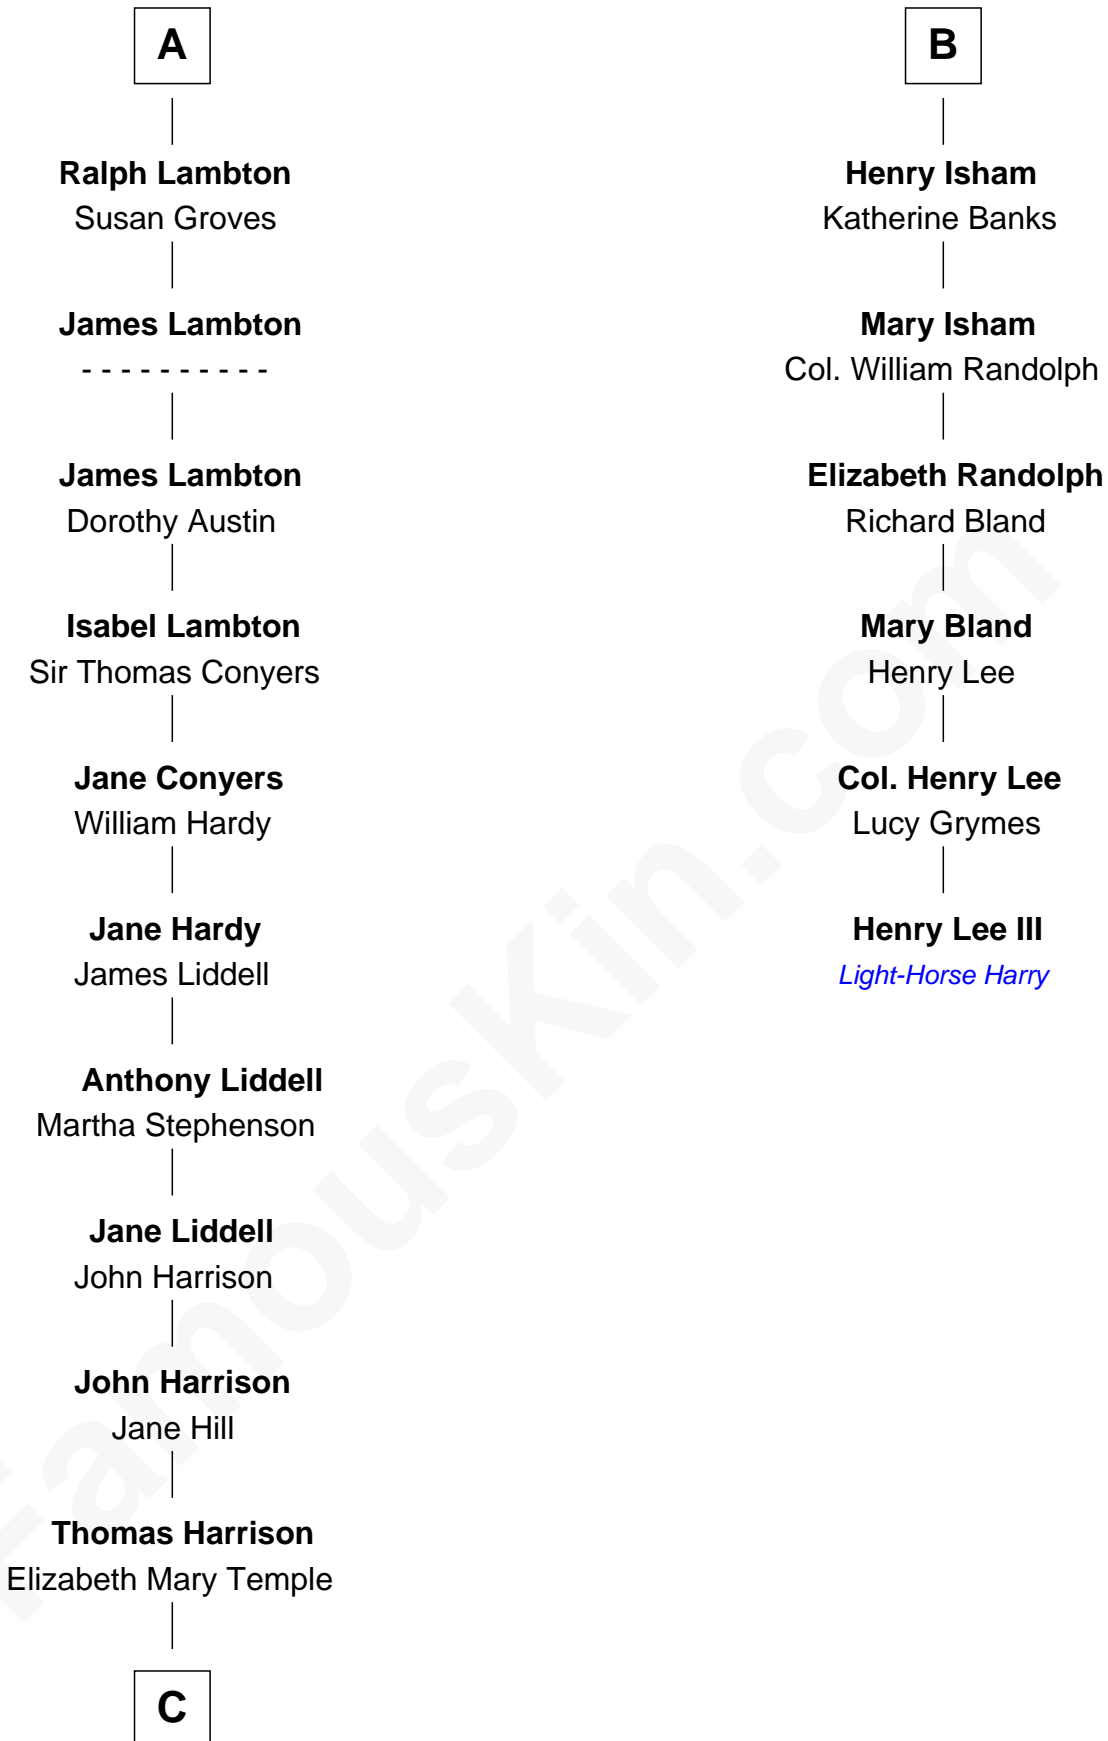 A
Ralph Lambton
Susan Groves
James Lambton
- - - - - - - - - -
James Lambton
Dorothy Austin
Isabel Lambton
Sir Thomas Conyers
Jane Conyers
William Hardy
Jane Hardy
James Liddell
Anthony Liddell
Martha Stephenson
Jane Liddell
John Harrison
John Harrison
Jane Hill
Thomas Harrison
Elizabeth Mary Temple
C
B
Henry Isham
Katherine Banks
Mary Isham
Col. William Randolph
Elizabeth Randolph
Richard Bland
Mary Bland
Henry Lee
Col. Henry Lee
Lucy Grymes
Henry Lee III
Light-Horse Harry
FamousKin.com